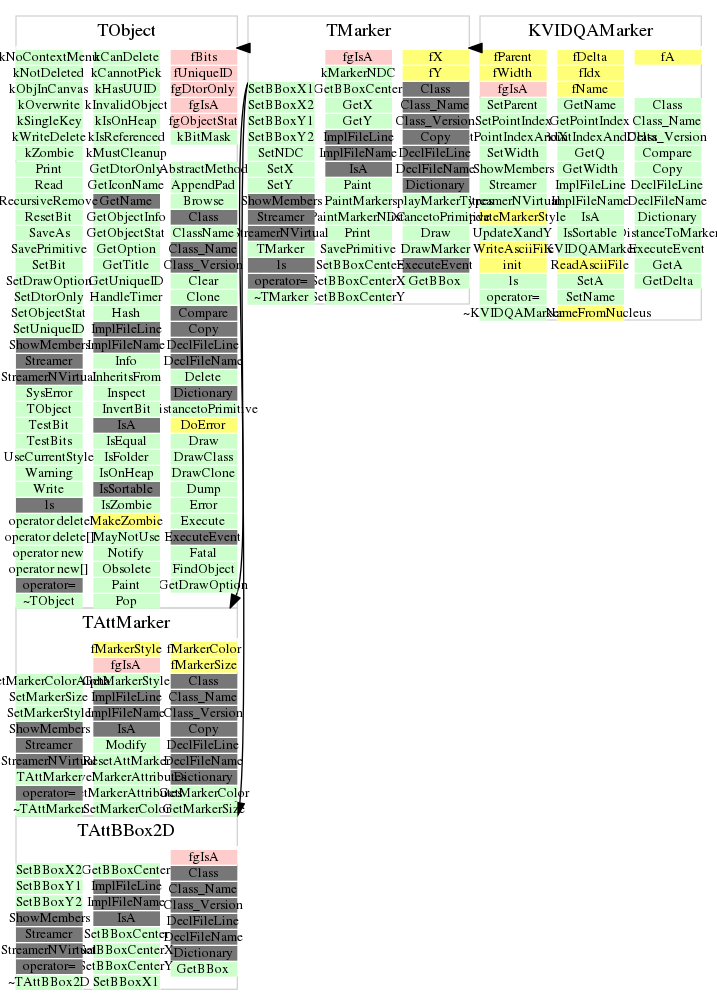 TObject
kNoContextMenu kCanDelete fBits
kNotDeleted kCannotPick fUniqueID
kObjInCanvas kHasUUID fgDtorOnly
kOverwrite kInvalidObject fgIsA
kSingleKey kIsOnHeap fgObjectStat
kWriteDelete kIsReferenced kBitMask
kZombie kMustCleanup
Print GetDtorOnly AbstractMethod
Read GetIconName AppendPad
RecursiveRemove GetName Browse
ResetBit GetObjectInfo Class
SaveAs GetObjectStat ClassName
SavePrimitive GetOption Class_Name
SetBit GetTitle Class_Version
SetDrawOption GetUniqueID Clear
SetDtorOnly HandleTimer Clone
SetObjectStat Hash Compare
SetUniqueID ImplFileLine Copy
ShowMembers ImplFileName DeclFileLine
Streamer Info DeclFileName
StreamerNVirtual InheritsFrom Delete
SysError Inspect Dictionary
TObject InvertBit DistancetoPrimitive
TestBit IsA DoError
TestBits IsEqual Draw
UseCurrentStyle IsFolder DrawClass
Warning IsOnHeap DrawClone
Write IsSortable Dump
ls IsZombie Error
operator delete MakeZombie Execute
operator delete[] MayNotUse ExecuteEvent
operator new Notify Fatal
operator new[] Obsolete FindObject
operator= Paint GetDrawOption
~TObject Pop
TMarker
fgIsA fX
kMarkerNDC fY
SetBBoxX1 GetBBoxCenter Class
SetBBoxX2 GetX Class_Name
SetBBoxY1 GetY Class_Version
SetBBoxY2 ImplFileLine Copy
SetNDC ImplFileName DeclFileLine
SetX IsA DeclFileName
SetY Paint Dictionary
ShowMembers PaintMarker
Streamer PaintMarkerNDC
StreamerNVirtual Print Draw
TMarker SavePrimitive DrawMarker
ls SetBBoxCenter ExecuteEvent
operator= SetBBoxCenterX GetBBox
~TMarker SetBBoxCenterY
KVIDQAMarker
fParent fDelta fA
fWidth fIdx
fgIsA fName
SetParent GetDelta Class
SetPointIndex GetPointIndex Class_Name
Class_Version
SetWidth GetQ Compare
ShowMembers GetWidth Copy
Streamer ImplFileLine DeclFileLine
ImplFileName DeclFileName
IsA Dictionary
UpdateXandY IsSortable DistanceToMarker
WriteAsciiFile KVIDQAMarker ExecuteEvent
init ReadAsciiFile GetA
ls SetA GetDelta
operator= SetName
~KVIDQAMarker NameFromNucleus
TAttMarker
fMarkerStyle fMarkerColor
fgIsA fMarkerSize
SetMarkerColorAlpha GetMarkerStyle Class
SetMarkerSize ImplFileLine Class_Name
SetMarkerStyle ImplFileName Class_Version
ShowMembers IsA Copy
Streamer Modify DeclFileLine
StreamerNVirtual ResetAttMarker DeclFileName
TAttMarker SaveMarkerAttributes Dictionary
operator= SetMarkerAttributes GetMarkerColor
~TAttMarker SetMarkerColor GetMarkerSize
TAttBBox2D
fgIsA
SetBBoxX2 GetBBoxCenter Class
SetBBoxY1 ImplFileLine Class_Name
SetBBoxY2 ImplFileName Class_Version
ShowMembers IsA DeclFileLine
Streamer SetBBoxCenter DeclFileName
StreamerNVirtual SetBBoxCenterX Dictionary
operator= SetBBoxCenterY GetBBox
~TAttBBox2D SetBBoxX1